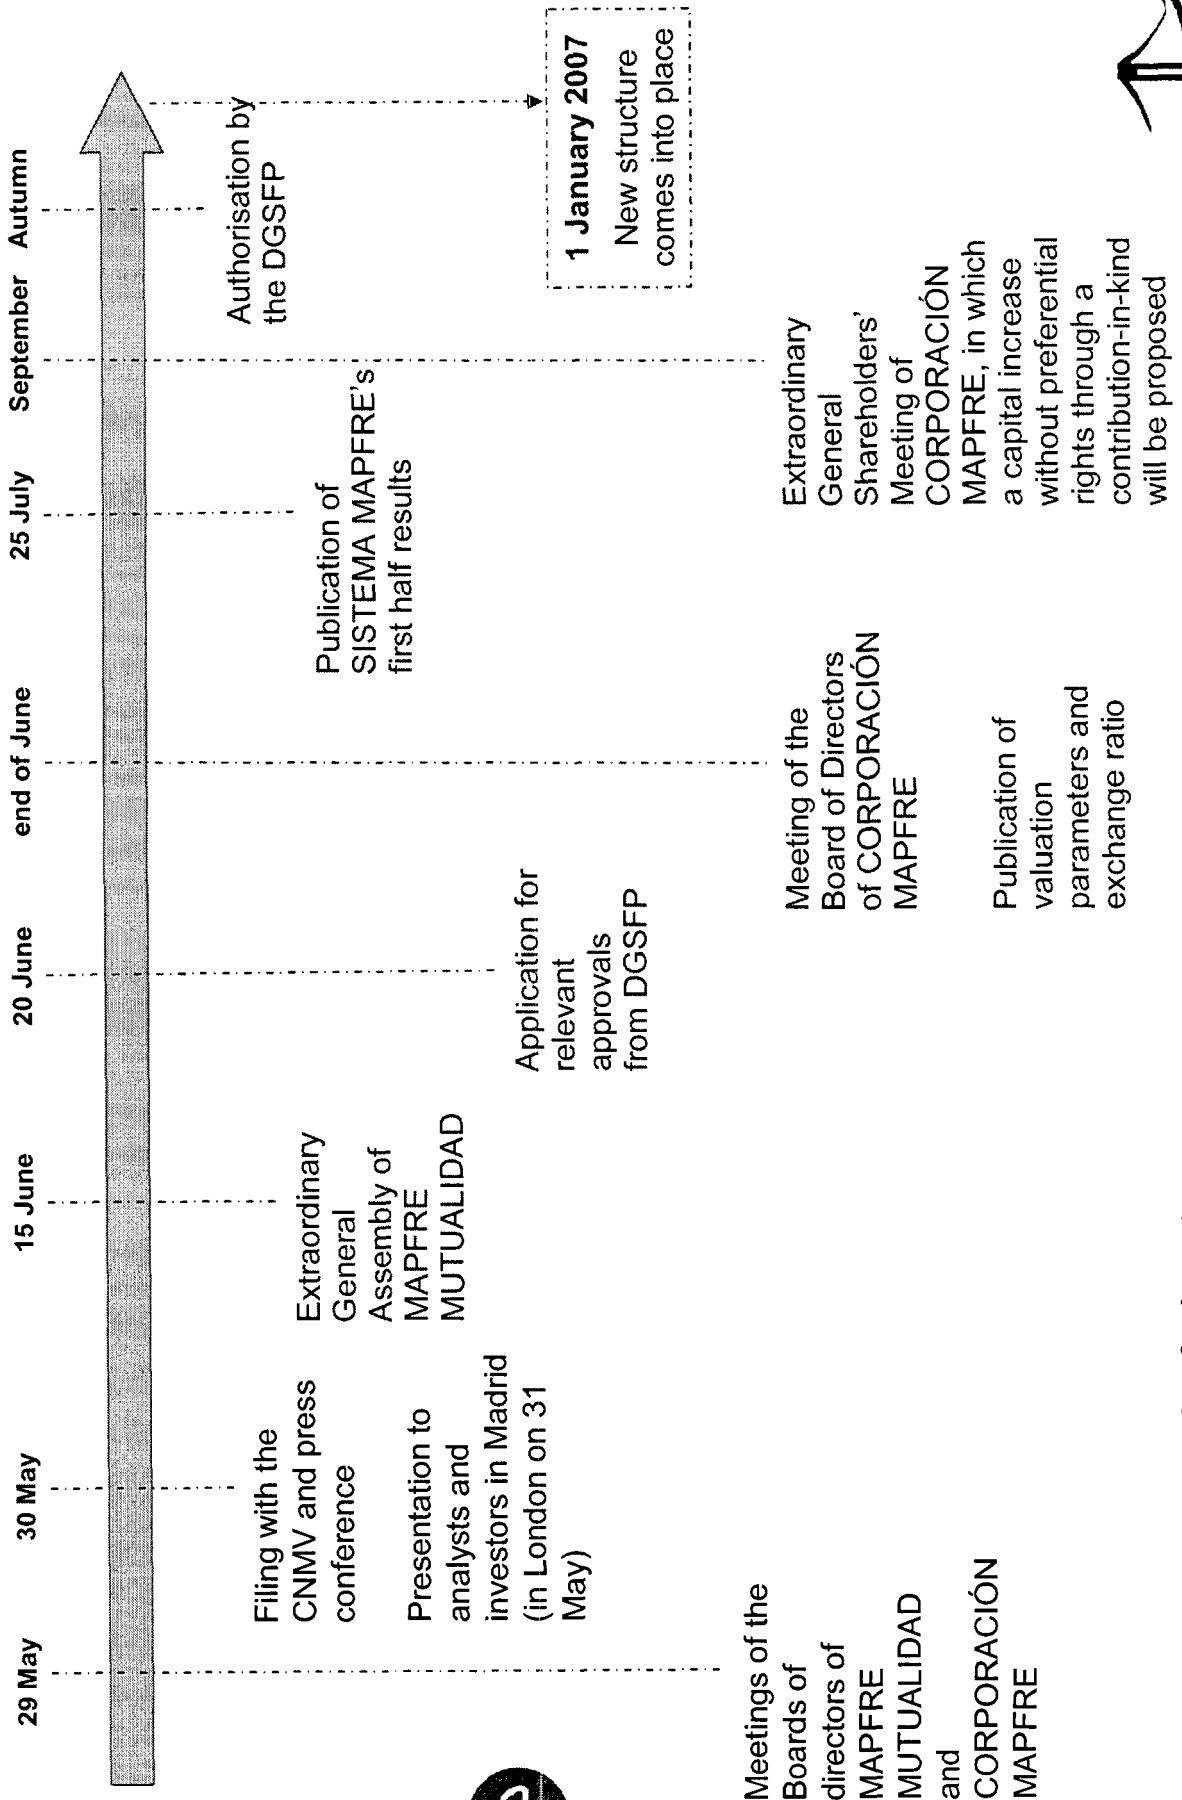 29 May
30 May
15 June
20 June
end of June
25 July
September
Autumn
Meetings of the
Boards of
directors of
MAPFRE
MUTUALIDAD
and
CORPORACIÓN
MAPFRE
Filing with the
CNMV and press
conference
Presentation to
analysts and
investors in Madrid
(in London on 31
May)
Extraordinary
General
Assembly of
MAPFRE
MUTUALIDAD
Application for
relevant
approvals
from DGSFP
Meeting of the
Board of Directors
of CORPORACIÓN
MAPFRE
Publication of
valuation
parameters and
exchange ratio
Publication of
SISTEMA MAPFRE's
first half results
Extraordinary
General
Shareholders'
Meeting of
CORPORACIÓN
MAPFRE, in which
a capital increase
without preferential
rights through a
contribution-in-kind
will be proposed
Authorisation by
the DGSFP
1 January 2007
New structure
comes into place